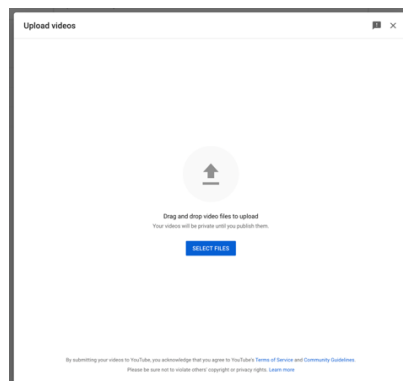 Upload videos
Drag and drop video files to upload
Your videos will be private until you publish them.
SELECT FILES
By submitting your videos to YouTube, you acknowledge that you agree to YouTube's Terms of Service and Community Guidelines.
Please be sure not to violate others' copyright or privacy rights. Learn more